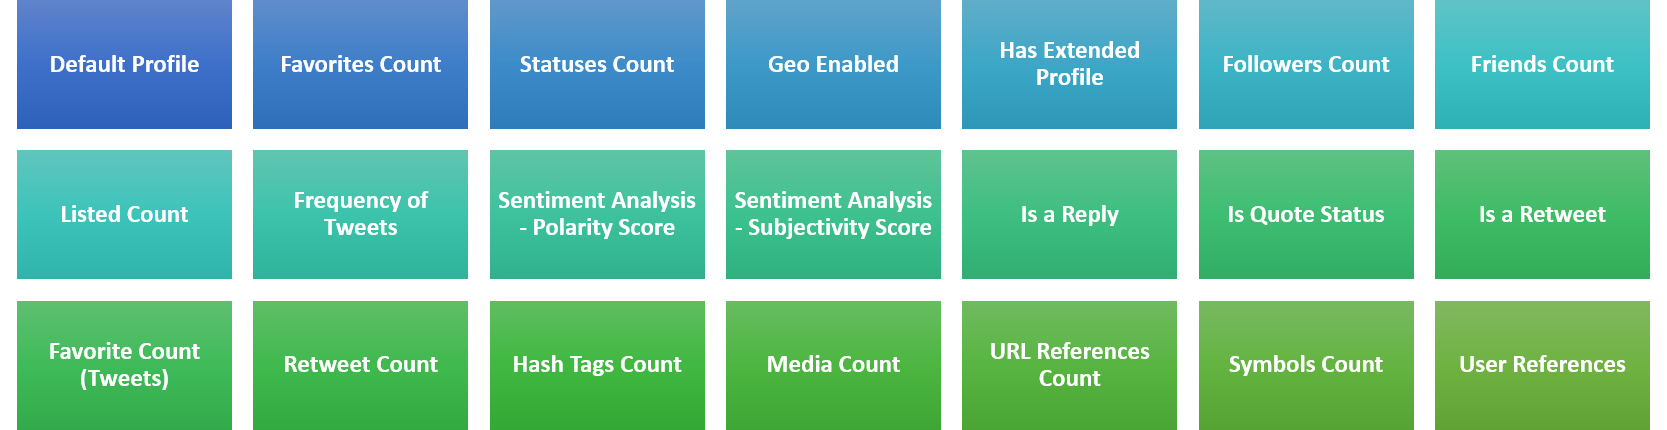 Default Profile
Favorites Count
Statuses Count
Geo Enabled
Has Extended
Profile
Followers Count
Friends Count
Listed Count
Frequency of
Tweets
Sentiment Analysis
- Polarity Score
Sentiment Analysis
- Subjectivity Score
Is a Reply
Is Quote Status
Is a Retweet
Favorite Count
(Tweets)
Retweet Count
Hash Tags Count
Media Count
URL References
Count
Symbols Count
User References